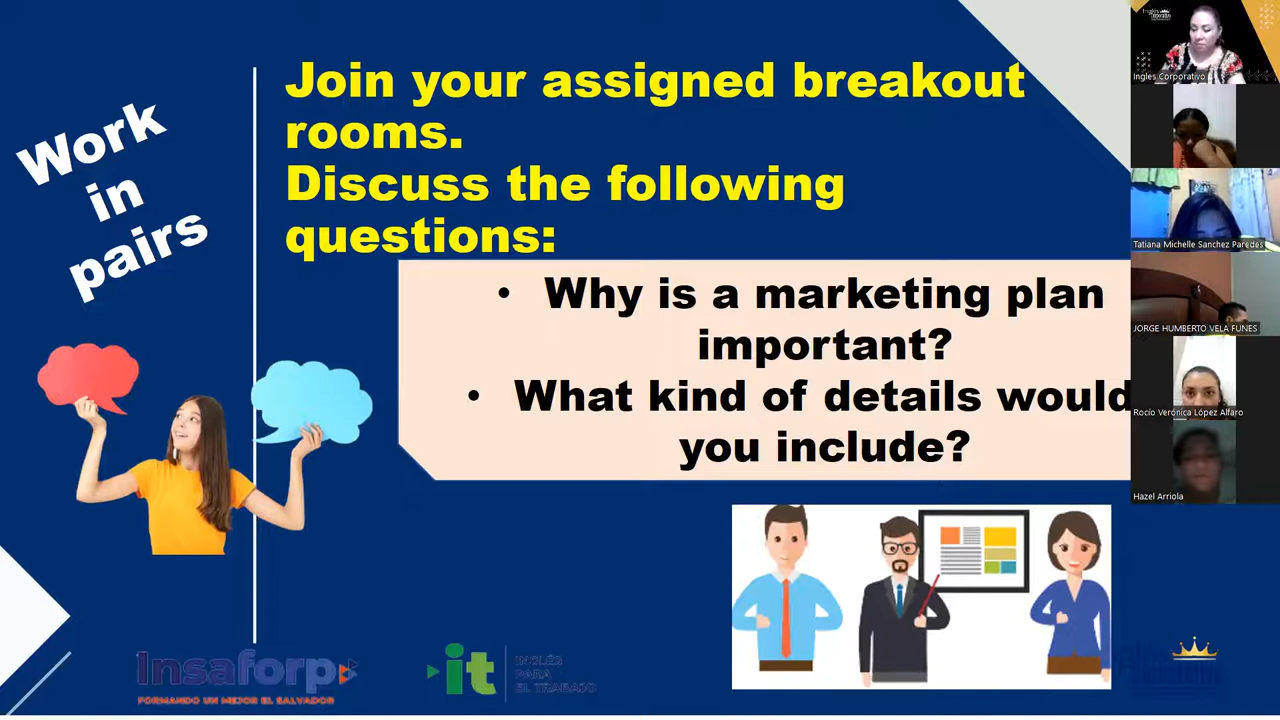 Work
in
pairs
Join your assigned breakout
rooms.
Discuss the following
questions:
• Why is a marketing plan
important?
• What kind of details would
you include?
Insaforp
FORMANDO UN MEJOR EL SALVADOR
it
INGLÉS
PARA
EL TRABAJO
Ingles Corporativo
Tatiana Michelle Sanchez Paredes
JORGE HUMBERTO VELA FUNES
Rocío Verónica López Alfaro
Hazel Arriola